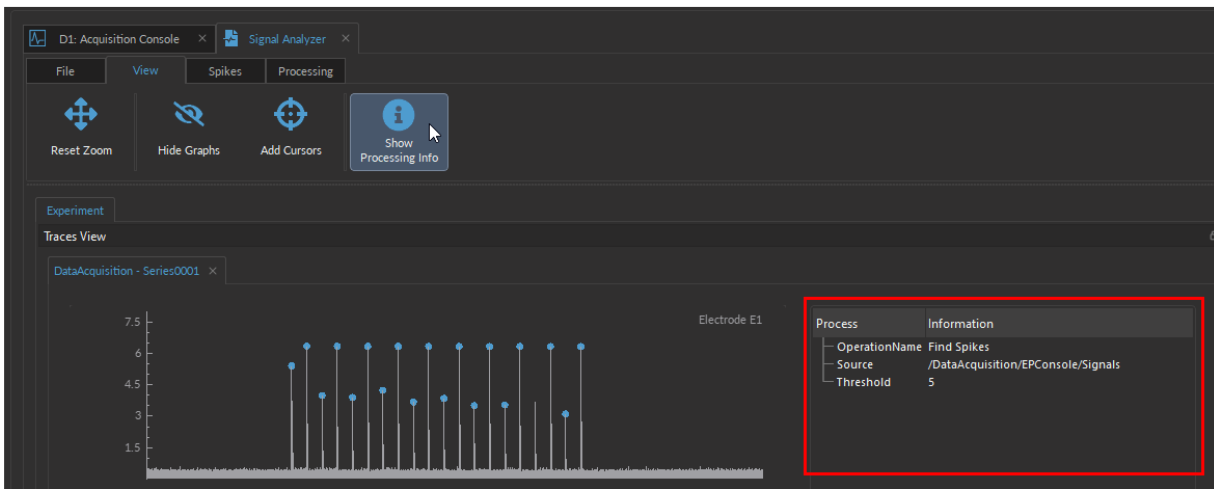 D1: Acquisition Console Signal Analyzer
File View Spikes Processing
Reset Zoom Hide Graphs Add Cursors Show Processing Info
Experiment
Traces View
DataAcquisition - Series0001
Electrode E1
7.5
6
4.5
3
1.5
Process Information
OperationName Find Spikes
Source /DataAcquisition/EPConsole/Signals
Threshold 5